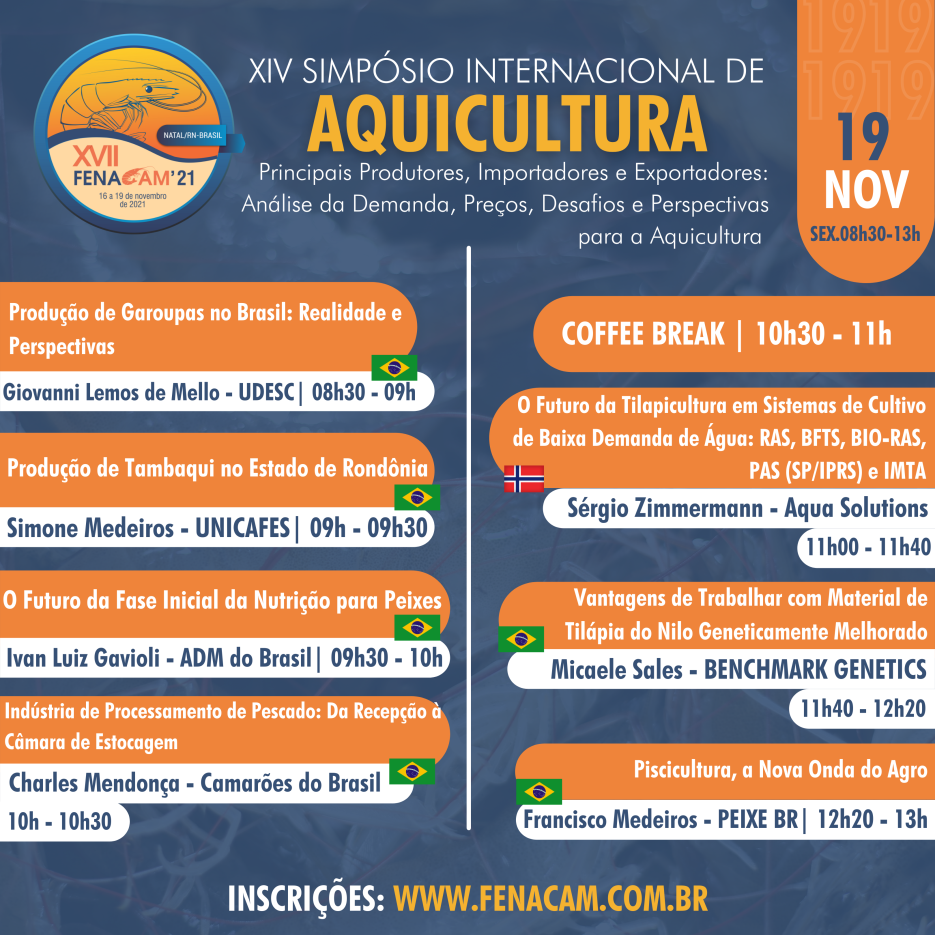 XIV SIMPÓSIO INTERNACIONAL DE
AQUICULTURA
Principais Produtores, Importadores e Exportadores:
Análise da Demanda, Preços, Desafios e Perspectivas
para a Aquicultura
NATAL/RN-BRASIL
XVII
FENACAM'21
16 a 19 de novembro
de 2021
1919
1919
19
NOV
SEX.08h30-13h
Produção de Garoupas no Brasil: Realidade e
Perspectivas
Giovanni Lemos de Mello - UDESC| 08h30 - 09h
Produção de Tambaqui no Estado de Rondônia
Simone Medeiros - UNICAFES| 09h - 09h30
O Futuro da Fase Inicial da Nutrição para Peixes
Ivan Luiz Gavioli - ADM do Brasil| 09h30 - 10h
Indústria de Processamento de Pescado: Da Recepção à
Câmara de Estocagem
Charles Mendonça - Camarões do Brasil
10h - 10h30
COFFEE BREAK | 10h30 - 11h
O Futuro da Tilapicultura em Sistemas de Cultivo
de Baixa Demanda de Água: RAS, BFTS, BIO-RAS,
PAS (SP/IPRS) e IMTA
Sérgio Zimmermann - Aqua Solutions
11h00 - 11h40
Vantagens de Trabalhar com Material de
Tilápia do Nilo Geneticamente Melhorado
Micaele Sales - BENCHMARK GENETICS
11h40 - 12h20
Piscicultura, a Nova Onda do Agro
Francisco Medeiros - PEIXE BR| 12h20 - 13h
INSCRIÇÕES: WWW.FENACAM.COM.BR